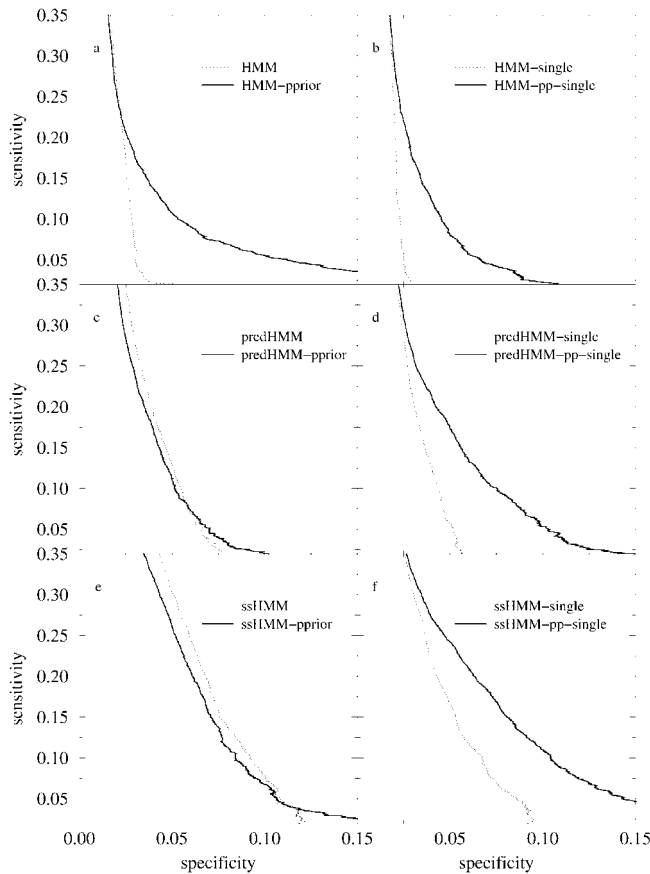 0.35
a
b
HMM
HMM-pprior
HMM-single
HMM-pp-single
0.30
0.25
0.20
0.15
0.10
0.05
sensitivity
0.35
c
d
predHMM
predHMM-pprior
predHMM-single
predHMM-pp-single
0.30
0.25
0.20
0.15
0.10
0.05
sensitivity
0.35
e
f
ssHMM
ssHMM-pprior
ssHMM-single
ssHMM-pp-single
0.30
0.25
0.20
0.15
0.10
0.05
sensitivity
0.00 0.05 0.10 0.05 0.10 0.15
specificity specificity